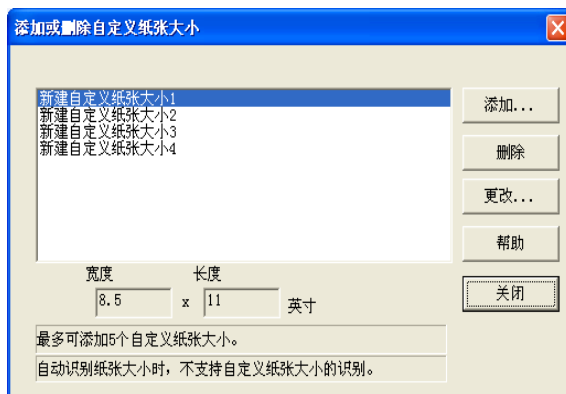 添加或删除自定义纸张大小
新建自定义纸张大小1
新建自定义纸张大小2
新建自定义纸张大小3
新建自定义纸张大小4
添加...
删除
更改...
帮助
关闭
宽度 长度
8.5 x 11 英寸
最多可添加5个自定义纸张大小。
自动识别纸张大小时，不支持自定义纸张大小的识别。